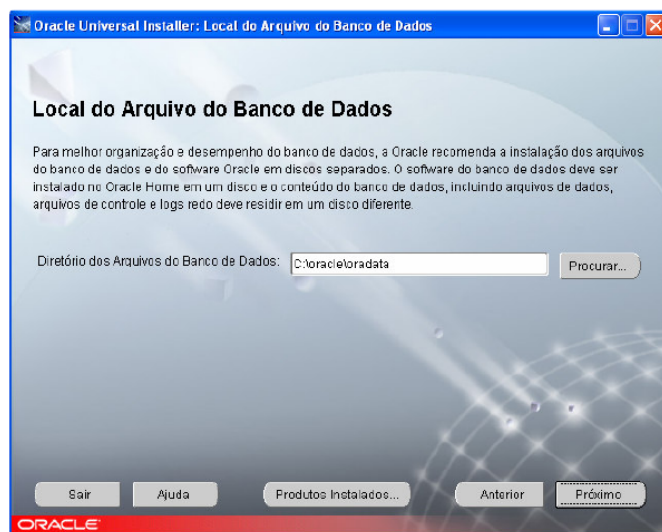 Oracle Universal Installer: Local do Arquivo do Banco de Dados
Local do Arquivo do Banco de Dados
Para melhor organização e desempenho do banco de dados, a Oracle recomenda a instalação dos arquivos
do banco de dados e do software Oracle em discos separados. O software do banco de dados deve ser
instalado no Oracle Home em um disco e o conteúdo do banco de dados, incluindo arquivos de dados,
arquivos de controle e logs redo deve residir em um disco diferente.
Diretório dos Arquivos do Banco de Dados: C:\oracle\oradata Procurar...
Sair Ajuda Produtos Instalados... Anterior Próximo
ORACLE